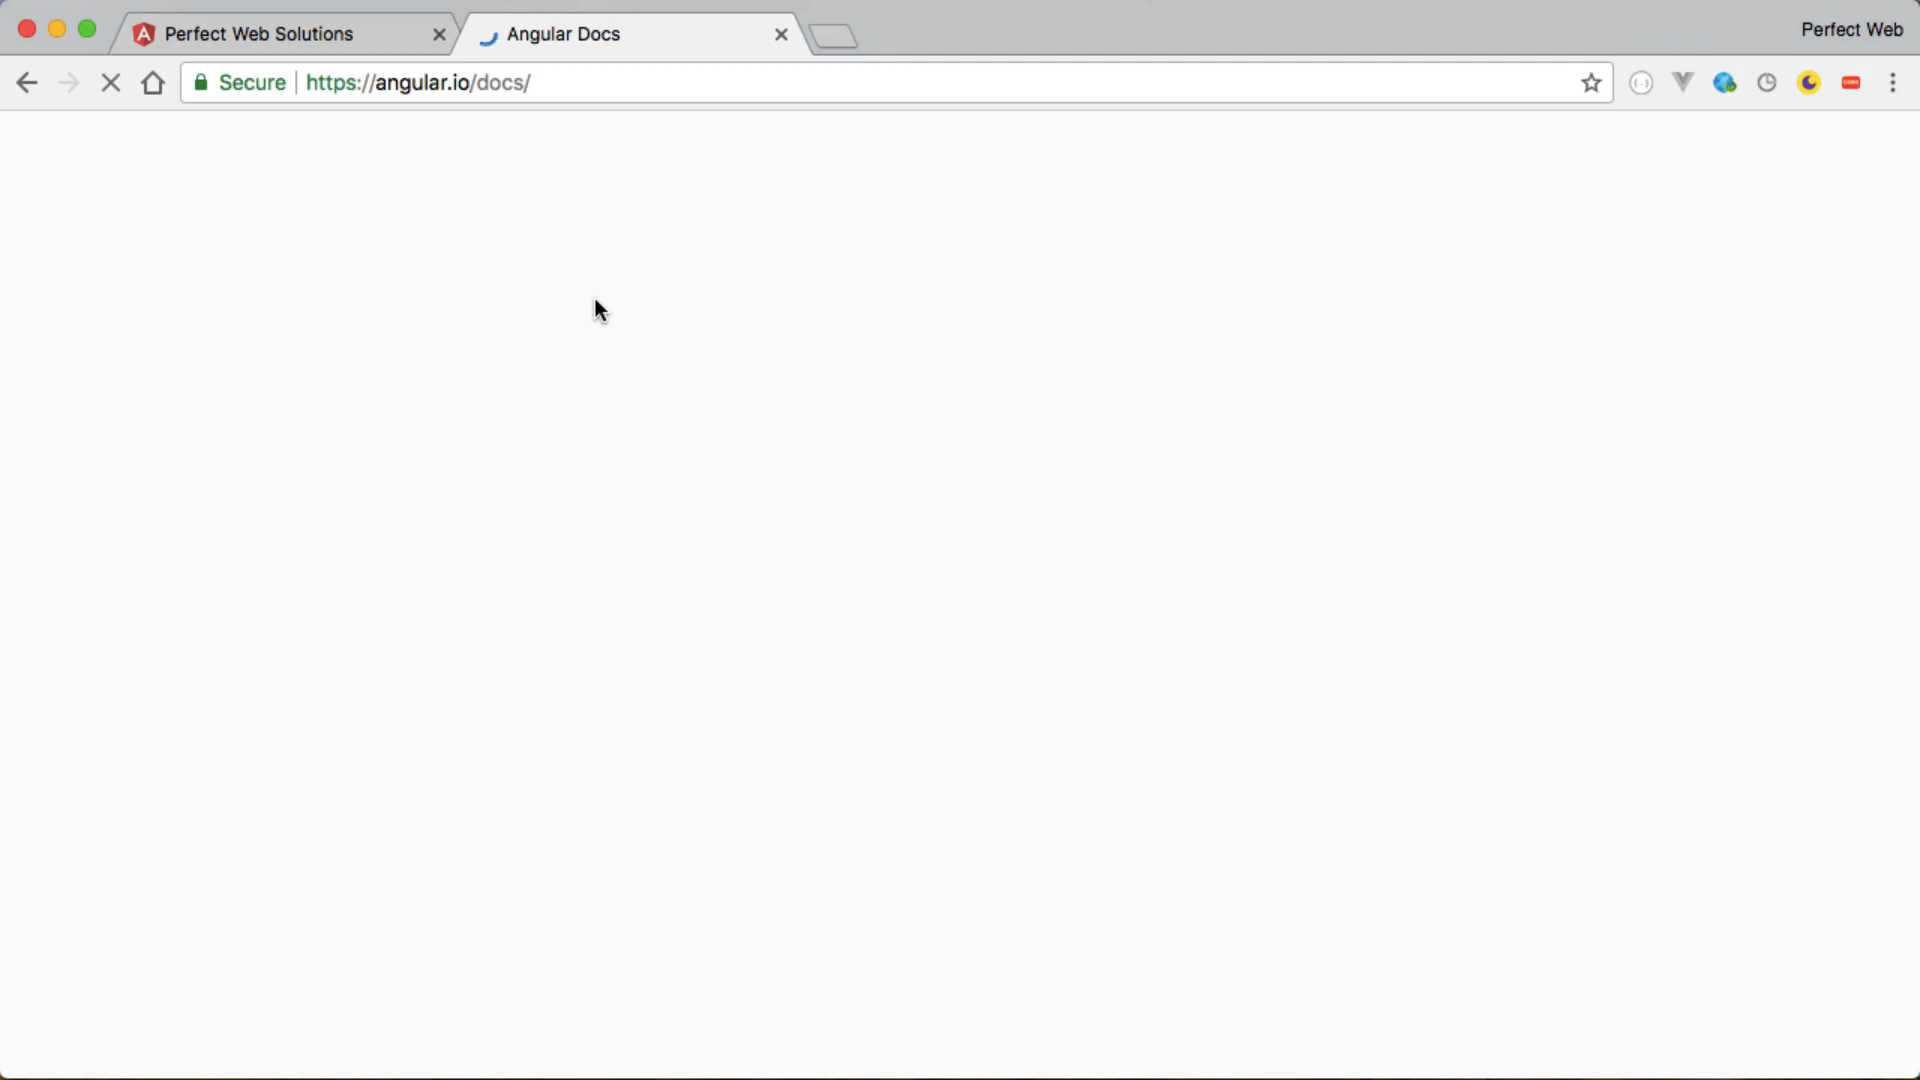 Perfect Web Solutions
Angular Docs
Perfect Web
Secure
https://angular.io/docs/